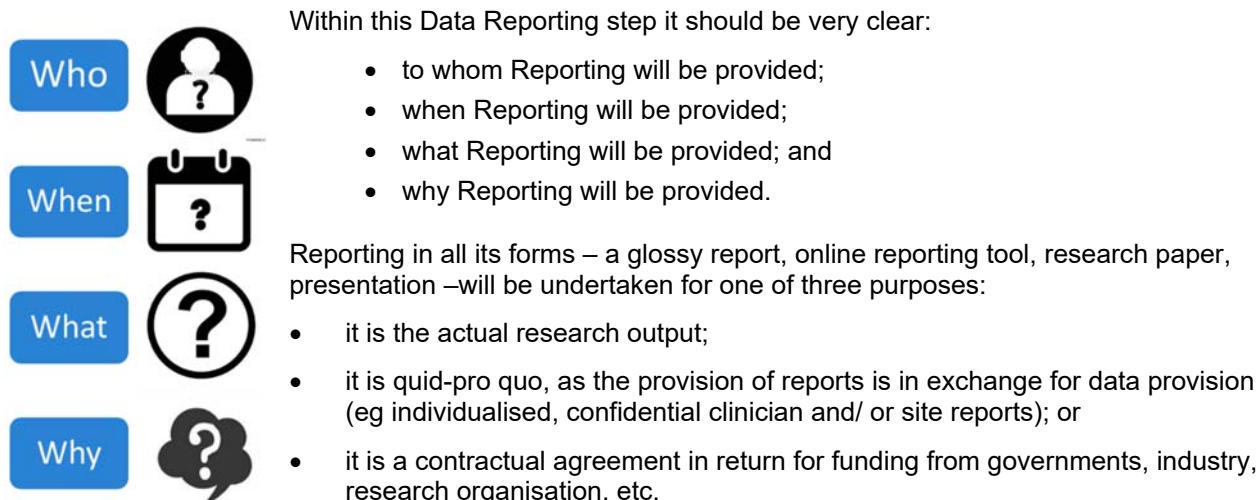 Within this Data Reporting step it should be very clear:
Who
• to whom Reporting will be provided;
• when Reporting will be provided;
• what Reporting will be provided; and
• why Reporting will be provided.
When
Reporting in all its forms – a glossy report, online reporting tool, research paper,
presentation –will be undertaken for one of three purposes:
What
• it is the actual research output;
• it is quid-pro quo, as the provision of reports is in exchange for data provision
(eg individualised, confidential clinician and/ or site reports); or
Why
• it is a contractual agreement in return for funding from governments, industry,
research organisation, etc.